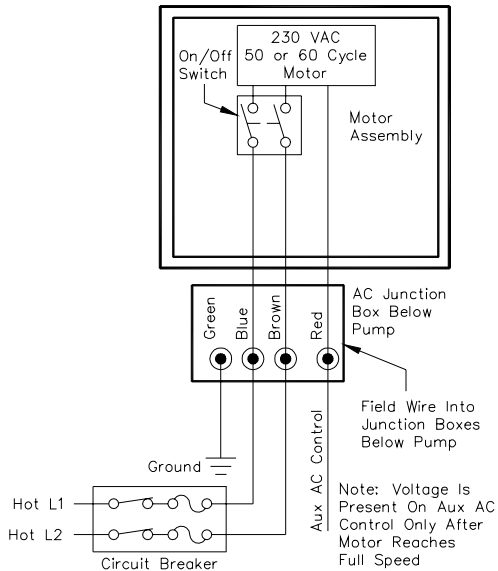 230 VAC
50 or 60 Cycle
Motor
On/Off
Switch
Motor
Assembly
Green
Blue
Brown
Red
AC Junction
Box Below
Pump
Field Wire Into
Junction Boxes
Below Pump
Aux AC Control
Ground
Hot L1
Hot L2
Circuit Breaker
Note: Voltage Is
Present On Aux AC
Control Only After
Motor Reaches
Full Speed